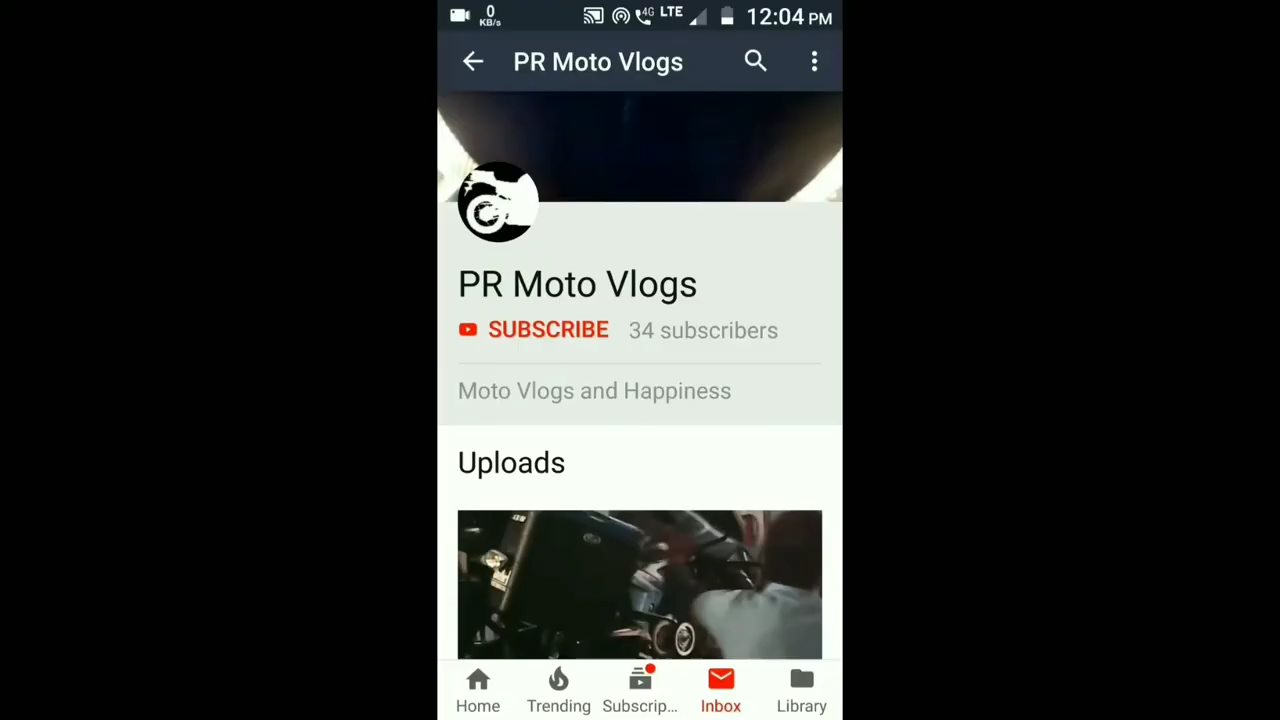 0
KB/s
4G
LTE
12:04 PM
PR Moto Vlogs
PR Moto Vlogs
SUBSCRIBE 34 subscribers
Moto Vlogs and Happiness
Uploads
Home Trending Subscrip... Inbox Library